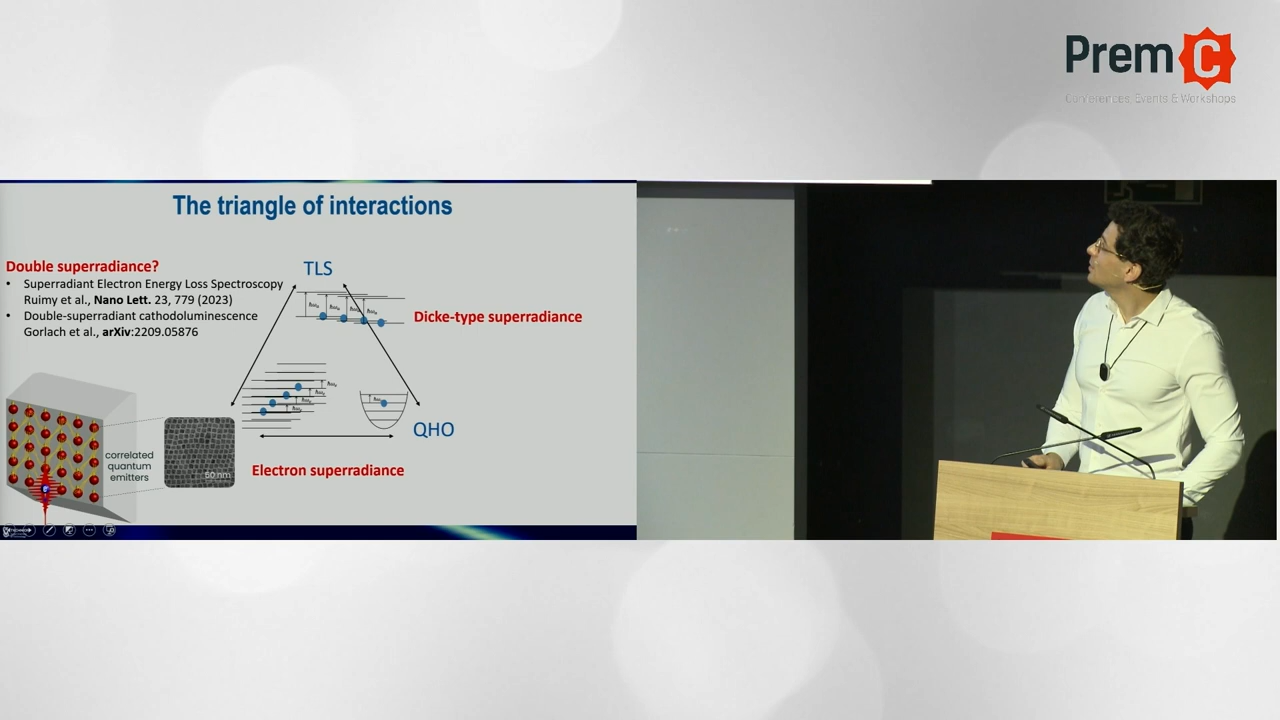 Prem C
Conferences, Events & Workshops
The triangle of interactions
Double superradiance?
• Superradiant Electron Energy Loss Spectroscopy
Ruimy et al., Nano Lett. 23, 779 (2023)
• Double-superradiant cathodoluminescence
Gorlach et al., arXiv:2209.05876
TLS
Dicke-type superradiance
QHO
Electron superradiance
correlated
quantum
emitters
50 nm